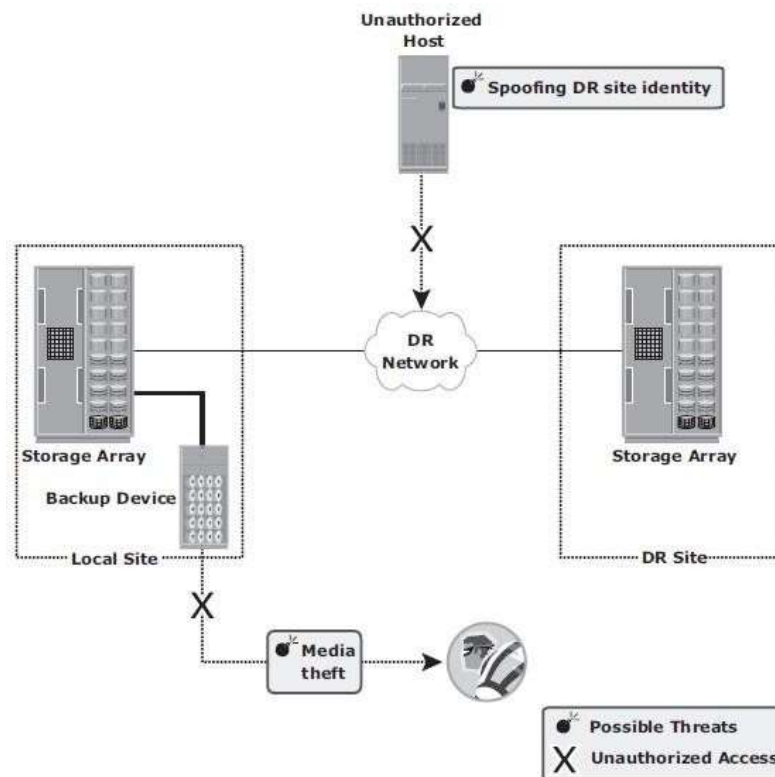 Unauthorized
Host
Spoofing DR site identity
X
DR
Network
Storage Array
Storage Array
Backup Device
Local Site
DR Site
X
Media
theft
Possible Threats
X Unauthorized Access